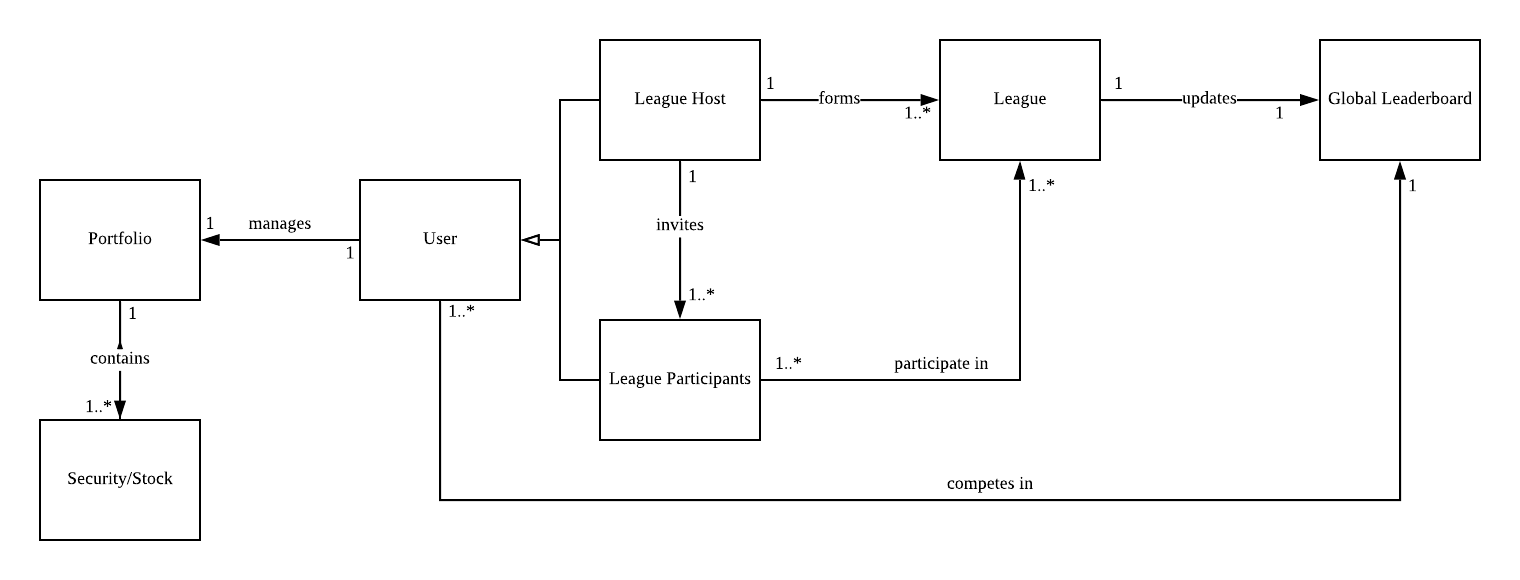 League Host
1
forms
1..*
League
1
updates
1
Global Leaderboard
1
invites
1..*
1..*
1
Portfolio
1
manages
1
User
1..*
1
contains
1..*
League Participants
1..*
participate in
Security/Stock
competes in